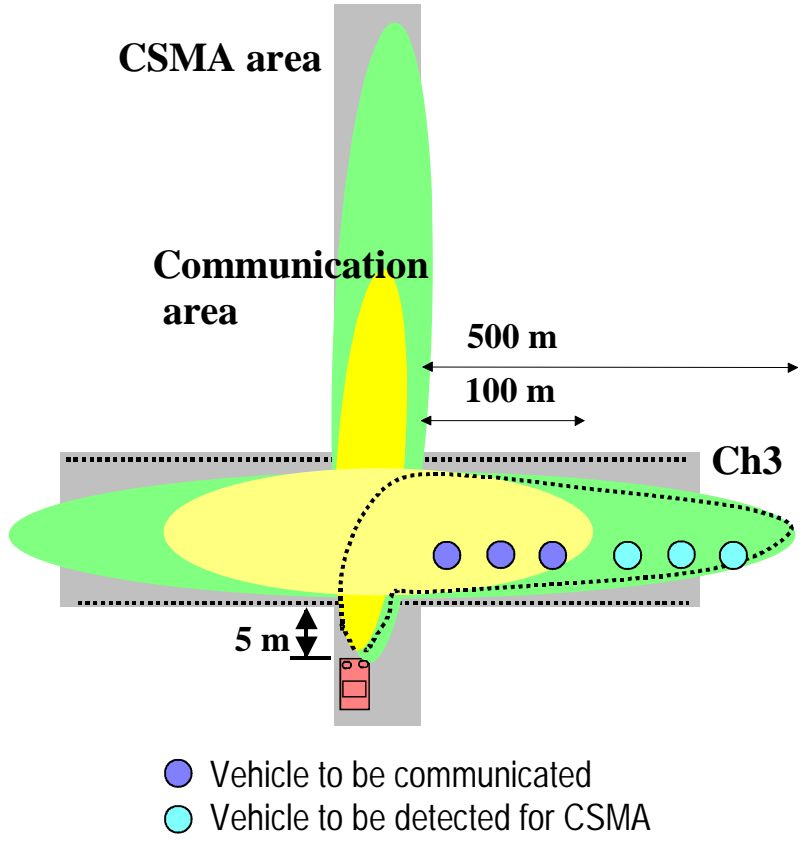 CSMA area
Communication
area
500 m
100 m
Ch3
5 m
Vehicle to be communicated
Vehicle to be detected for CSMA